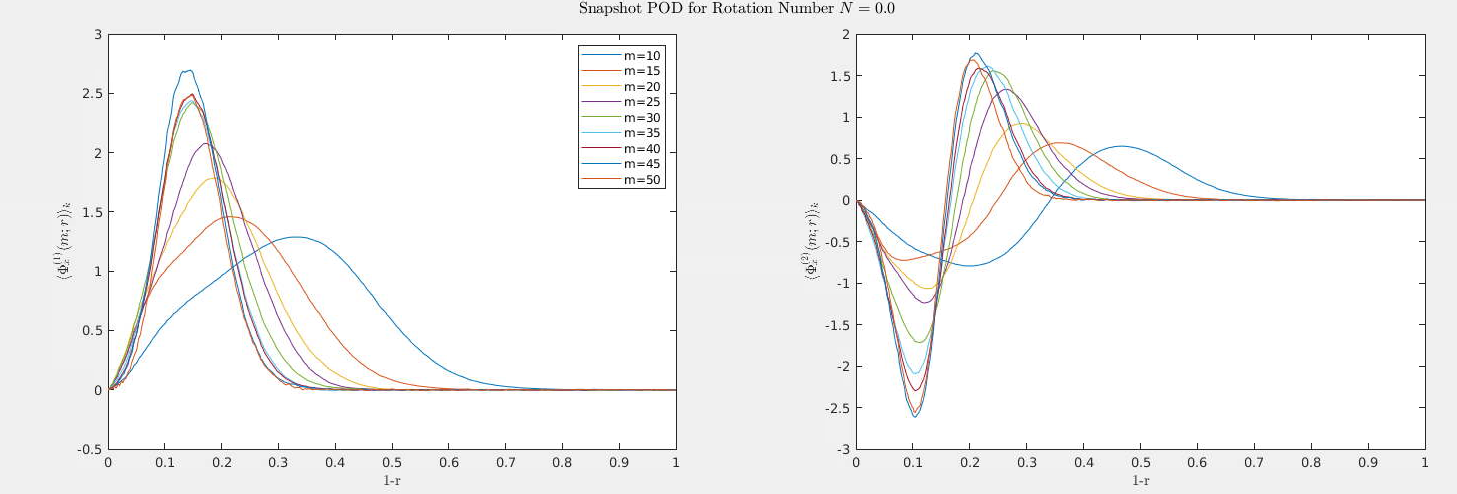 Snapshot POD for Rotation Number N = 0.0
3
2.5
2
1.5
1
0.5
0
-0.5
⟨Φₓ⁽¹⁾(m; r)⟩ₖ
m=10
m=15
m=20
m=25
m=30
m=35
m=40
m=45
m=50
0 0.1 0.2 0.3 0.4 0.5 0.6 0.7 0.8 0.9 1
1-r
2
1.5
1
0.5
0
-0.5
-1
-1.5
-2
-2.5
-3
⟨Φₓ⁽²⁾(m; r)⟩ₖ
0 0.1 0.2 0.3 0.4 0.5 0.6 0.7 0.8 0.9 1
1-r